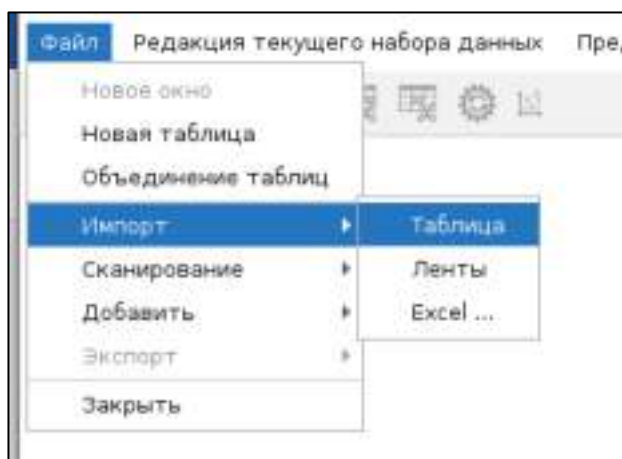 Файл Редакция текущего набора данных
Новое окно
Новая таблица
Объединение таблиц
Импорт Таблица
Сканирование Ленты
Добавить Excel ...
Экспорт
Закрыть